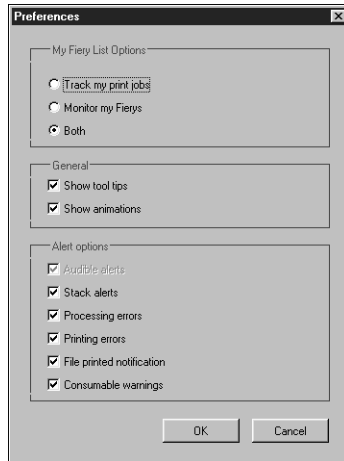 Preferences
My Fiery List Options
Track my print jobs
Monitor my Fierys
Both
General
Show tool tips
Show animations
Alert options
Audible alerts
Stack alerts
Processing errors
Printing errors
File printed notification
Consumable warnings
OK Cancel